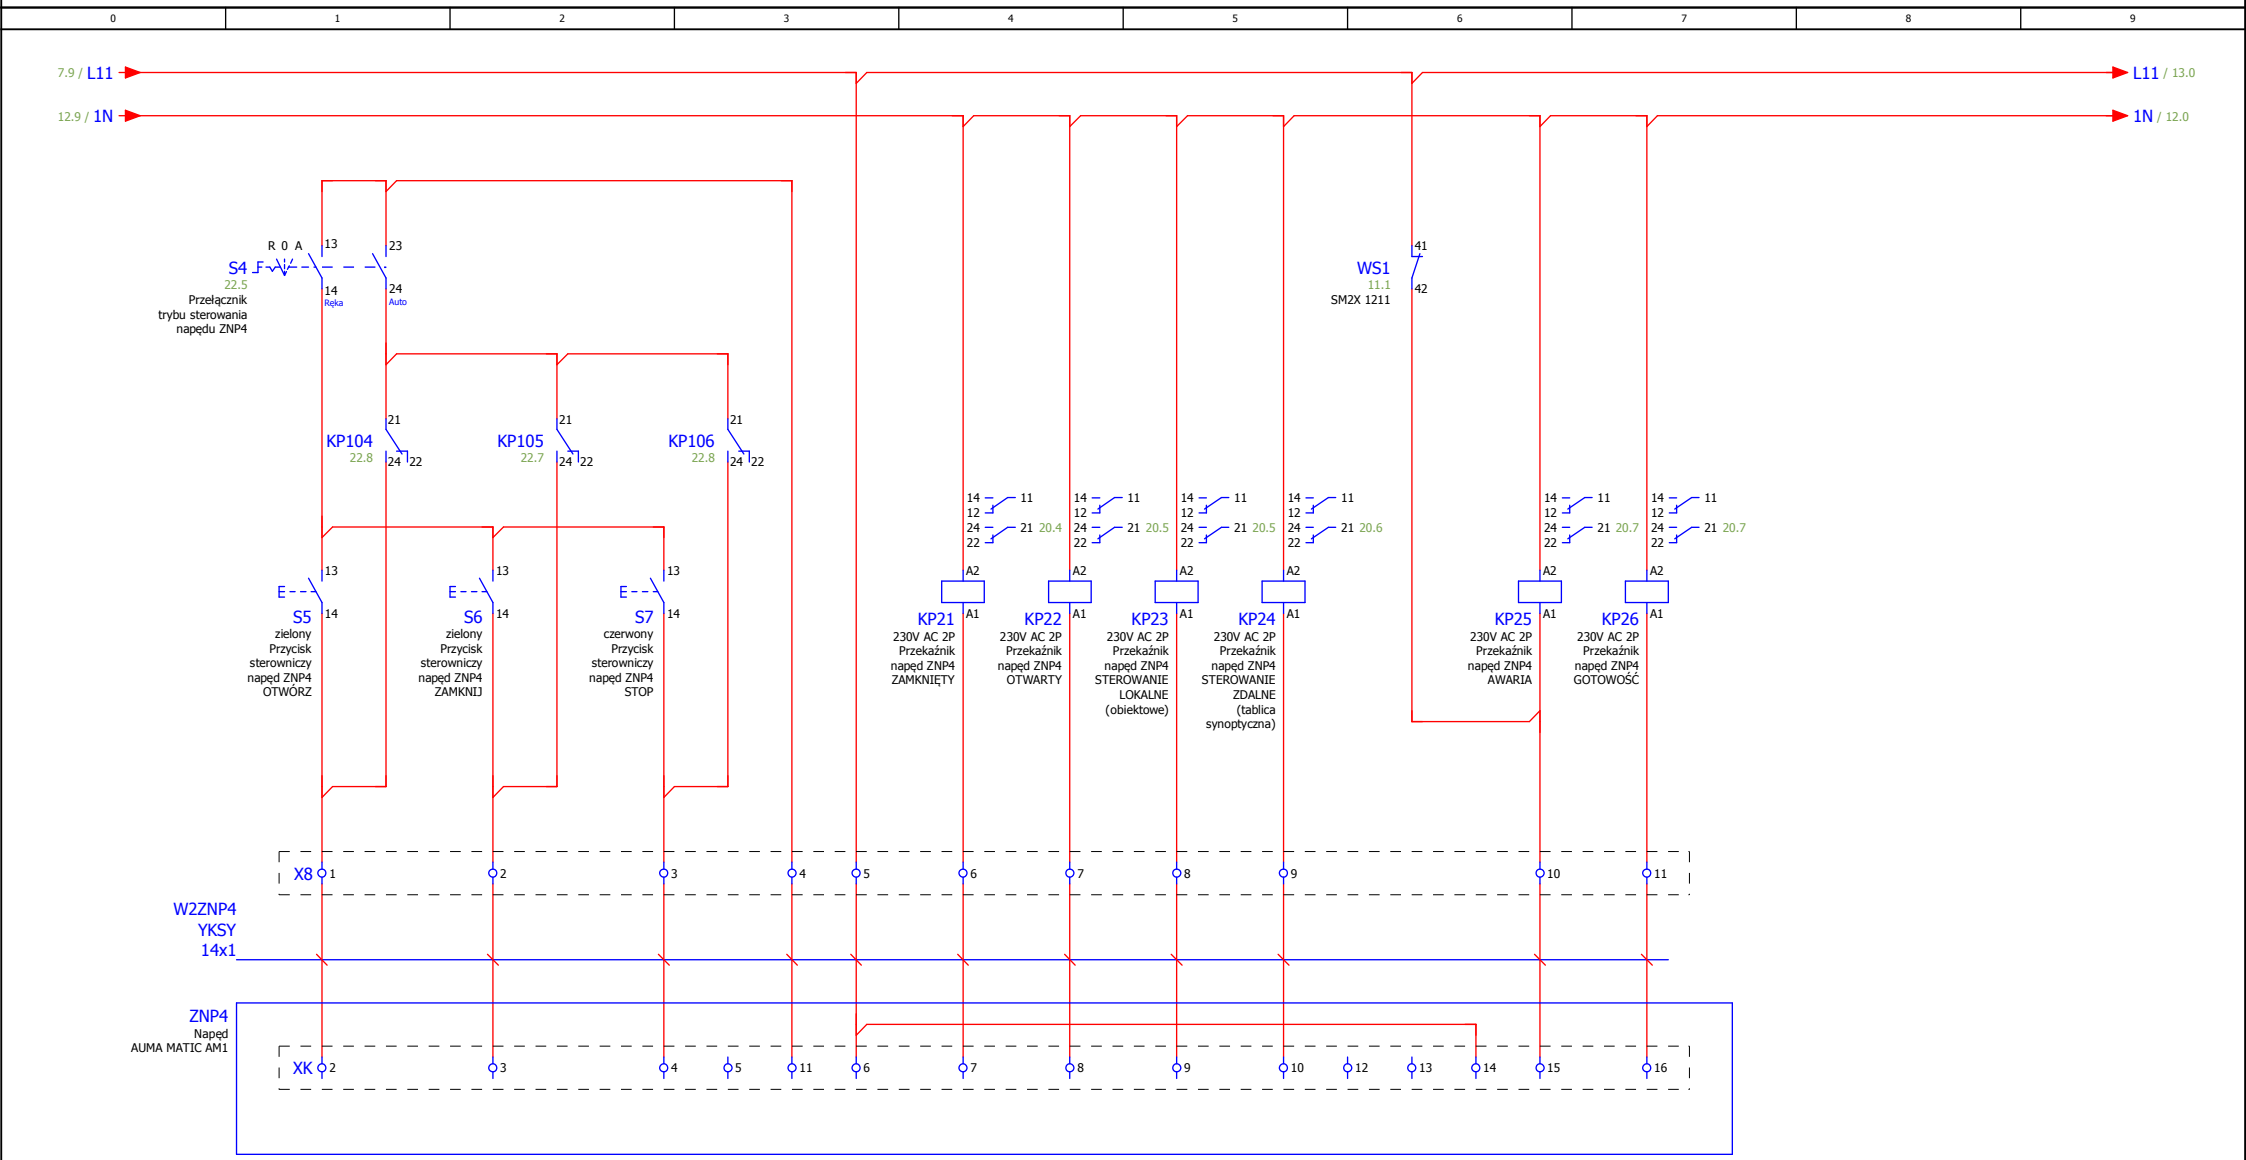 0 1 2 3 4 5 6 7 8 9
7.9 / L11
L11 / 13.0
12.9 / 1N
1N / 12.0
R 0 A
13
23
S4
22.5
14
Ręka
24
Auto
Przełącznik
trybu sterowania
napędu ZNP4
41
WS1
11.1
42
SM2X 1211
21
KP104
22.8
24 22
21
KP105
22.7
24 22
21
KP106
22.8
24 22
13
E
S5
14
zielony
Przycisk
sterowniczy
napęd ZNP4
OTWÓRZ
13
E
S6
14
zielony
Przycisk
sterowniczy
napęd ZNP4
ZAMKNIJ
13
E
S7
14
czerwony
Przycisk
sterowniczy
napęd ZNP4
STOP
14 11
12
24 21 20.4
22
A2
A1
KP21
230V AC 2P
Przekaźnik
napęd ZNP4
ZAMKNIĘTY
14 11
12
24 21 20.5
22
A2
A1
KP22
230V AC 2P
Przekaźnik
napęd ZNP4
OTWARTY
14 11
12
24 21 20.5
22
A2
A1
KP23
230V AC 2P
Przekaźnik
napęd ZNP4
STEROWANIE
LOKALNE
(obiektowe)
14 11
12
24 21 20.6
22
A2
A1
KP24
230V AC 2P
Przekaźnik
napęd ZNP4
STEROWANIE
ZDALNE
(tablica
synoptyczna)
14 11
12
24 21 20.7
22
A2
A1
KP25
230V AC 2P
Przekaźnik
napęd ZNP4
AWARIA
14 11
12
24 21 20.7
22
A2
A1
KP26
230V AC 2P
Przekaźnik
napęd ZNP4
GOTOWOŚĆ
X8 1 2 3 4 5 6 7 8 9 10 11
W2ZNP4
YKSY
14x1
ZNP4
Napęd
AUMA MATIC AM1
XK 2 3 4 5 11 6 7 8 9 10 12 13 14 15 16